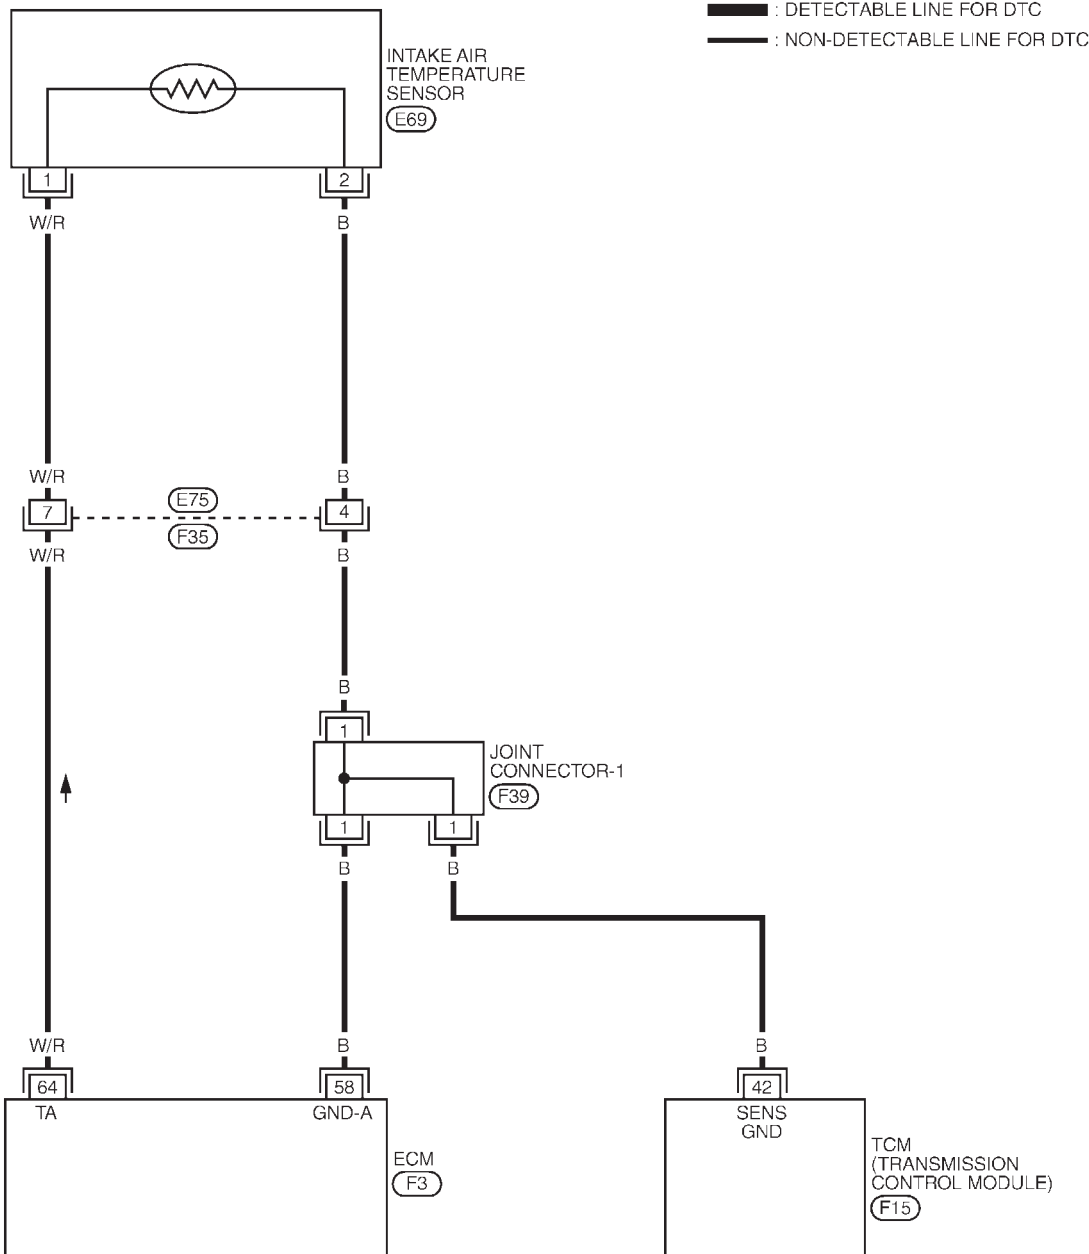 : DETECTABLE LINE FOR DTC
: NON-DETECTABLE LINE FOR DTC
INTAKE AIR
TEMPERATURE
SENSOR
E69
1
2
W/R
B
W/R
B
E75
7
4
F35
W/R
B
B
1
JOINT
CONNECTOR-1
F39
1
1
B
B
W/R
B
B
64
58
42
TA
GND-A
SENS
GND
ECM
F3
TCM
(TRANSMISSION
CONTROL MODULE)
F15